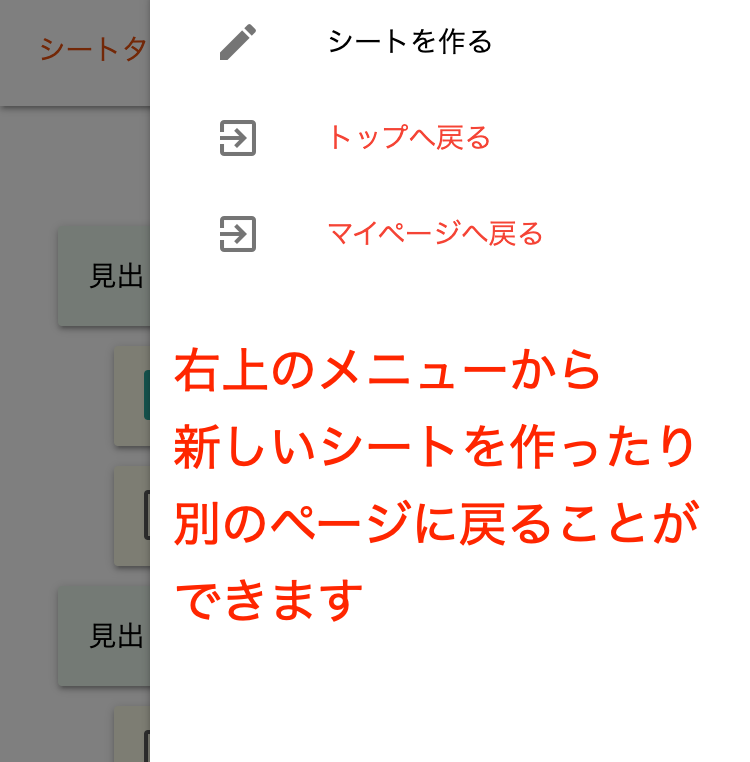 シートタ
シートを作る
トップへ戻る
マイページへ戻る
見出
右上のメニューから
新しいシートを作ったり
別のページに戻ることが
できます
見出